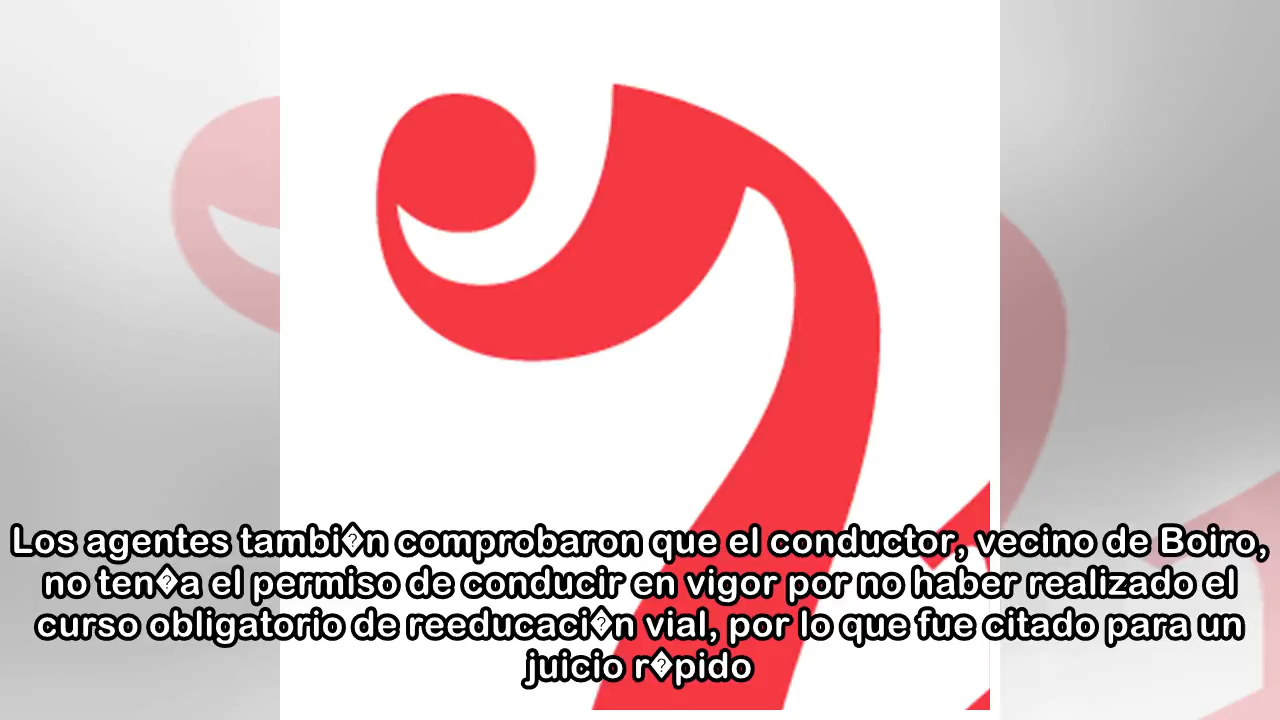 Los agentes tambi�n comprobaron que el conductor, vecino de Boiro,
no ten�a el permiso de conducir en vigor por no haber realizado el
curso obligatorio de reeducaci�n vial, por lo que fue citado para un
juicio r�pido